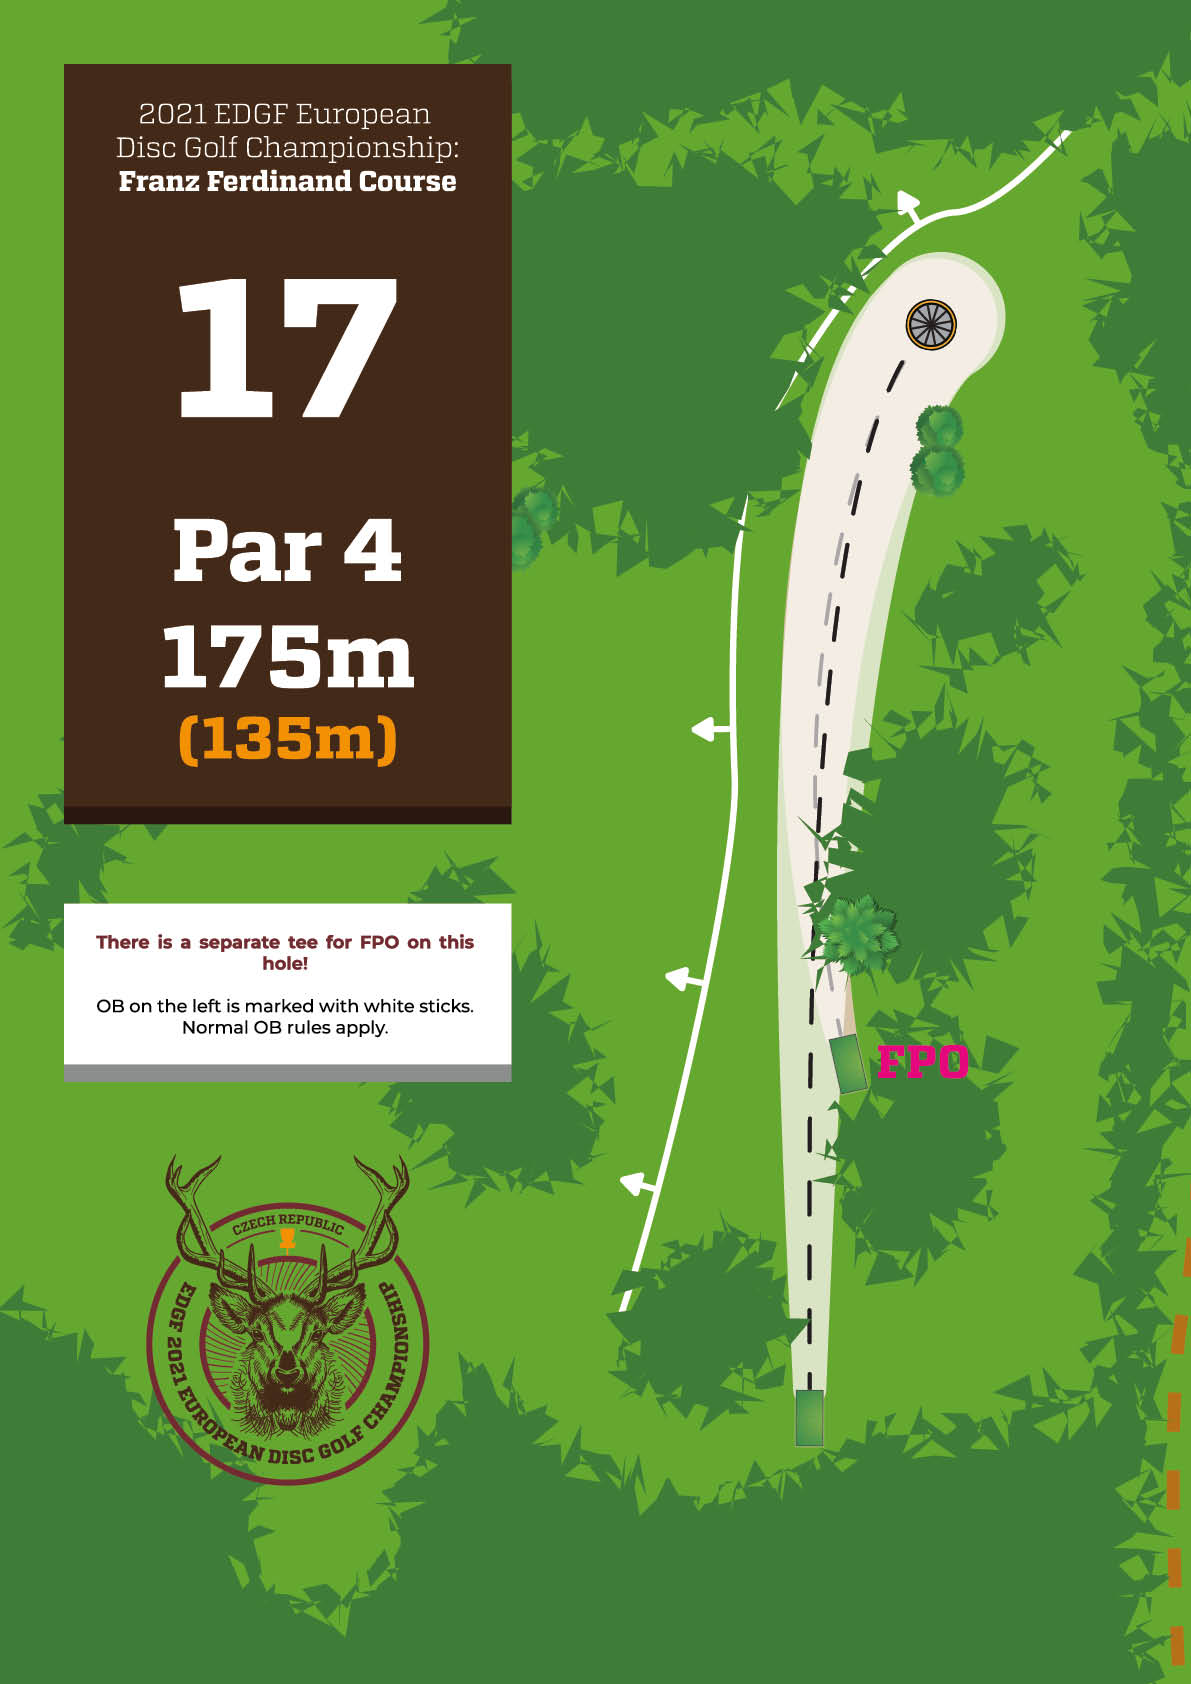 2021 EDGF European
Disc Golf Championship:
Franz Ferdinand Course
17
Par 4
175m
(135m)
There is a separate tee for FPO on this
hole!
OB on the left is marked with white sticks.
Normal OB rules apply.
FPO
CZECH REPUBLIC
EDGF 2021 EUROPEAN DISC GOLF CHAMPIONSHIP